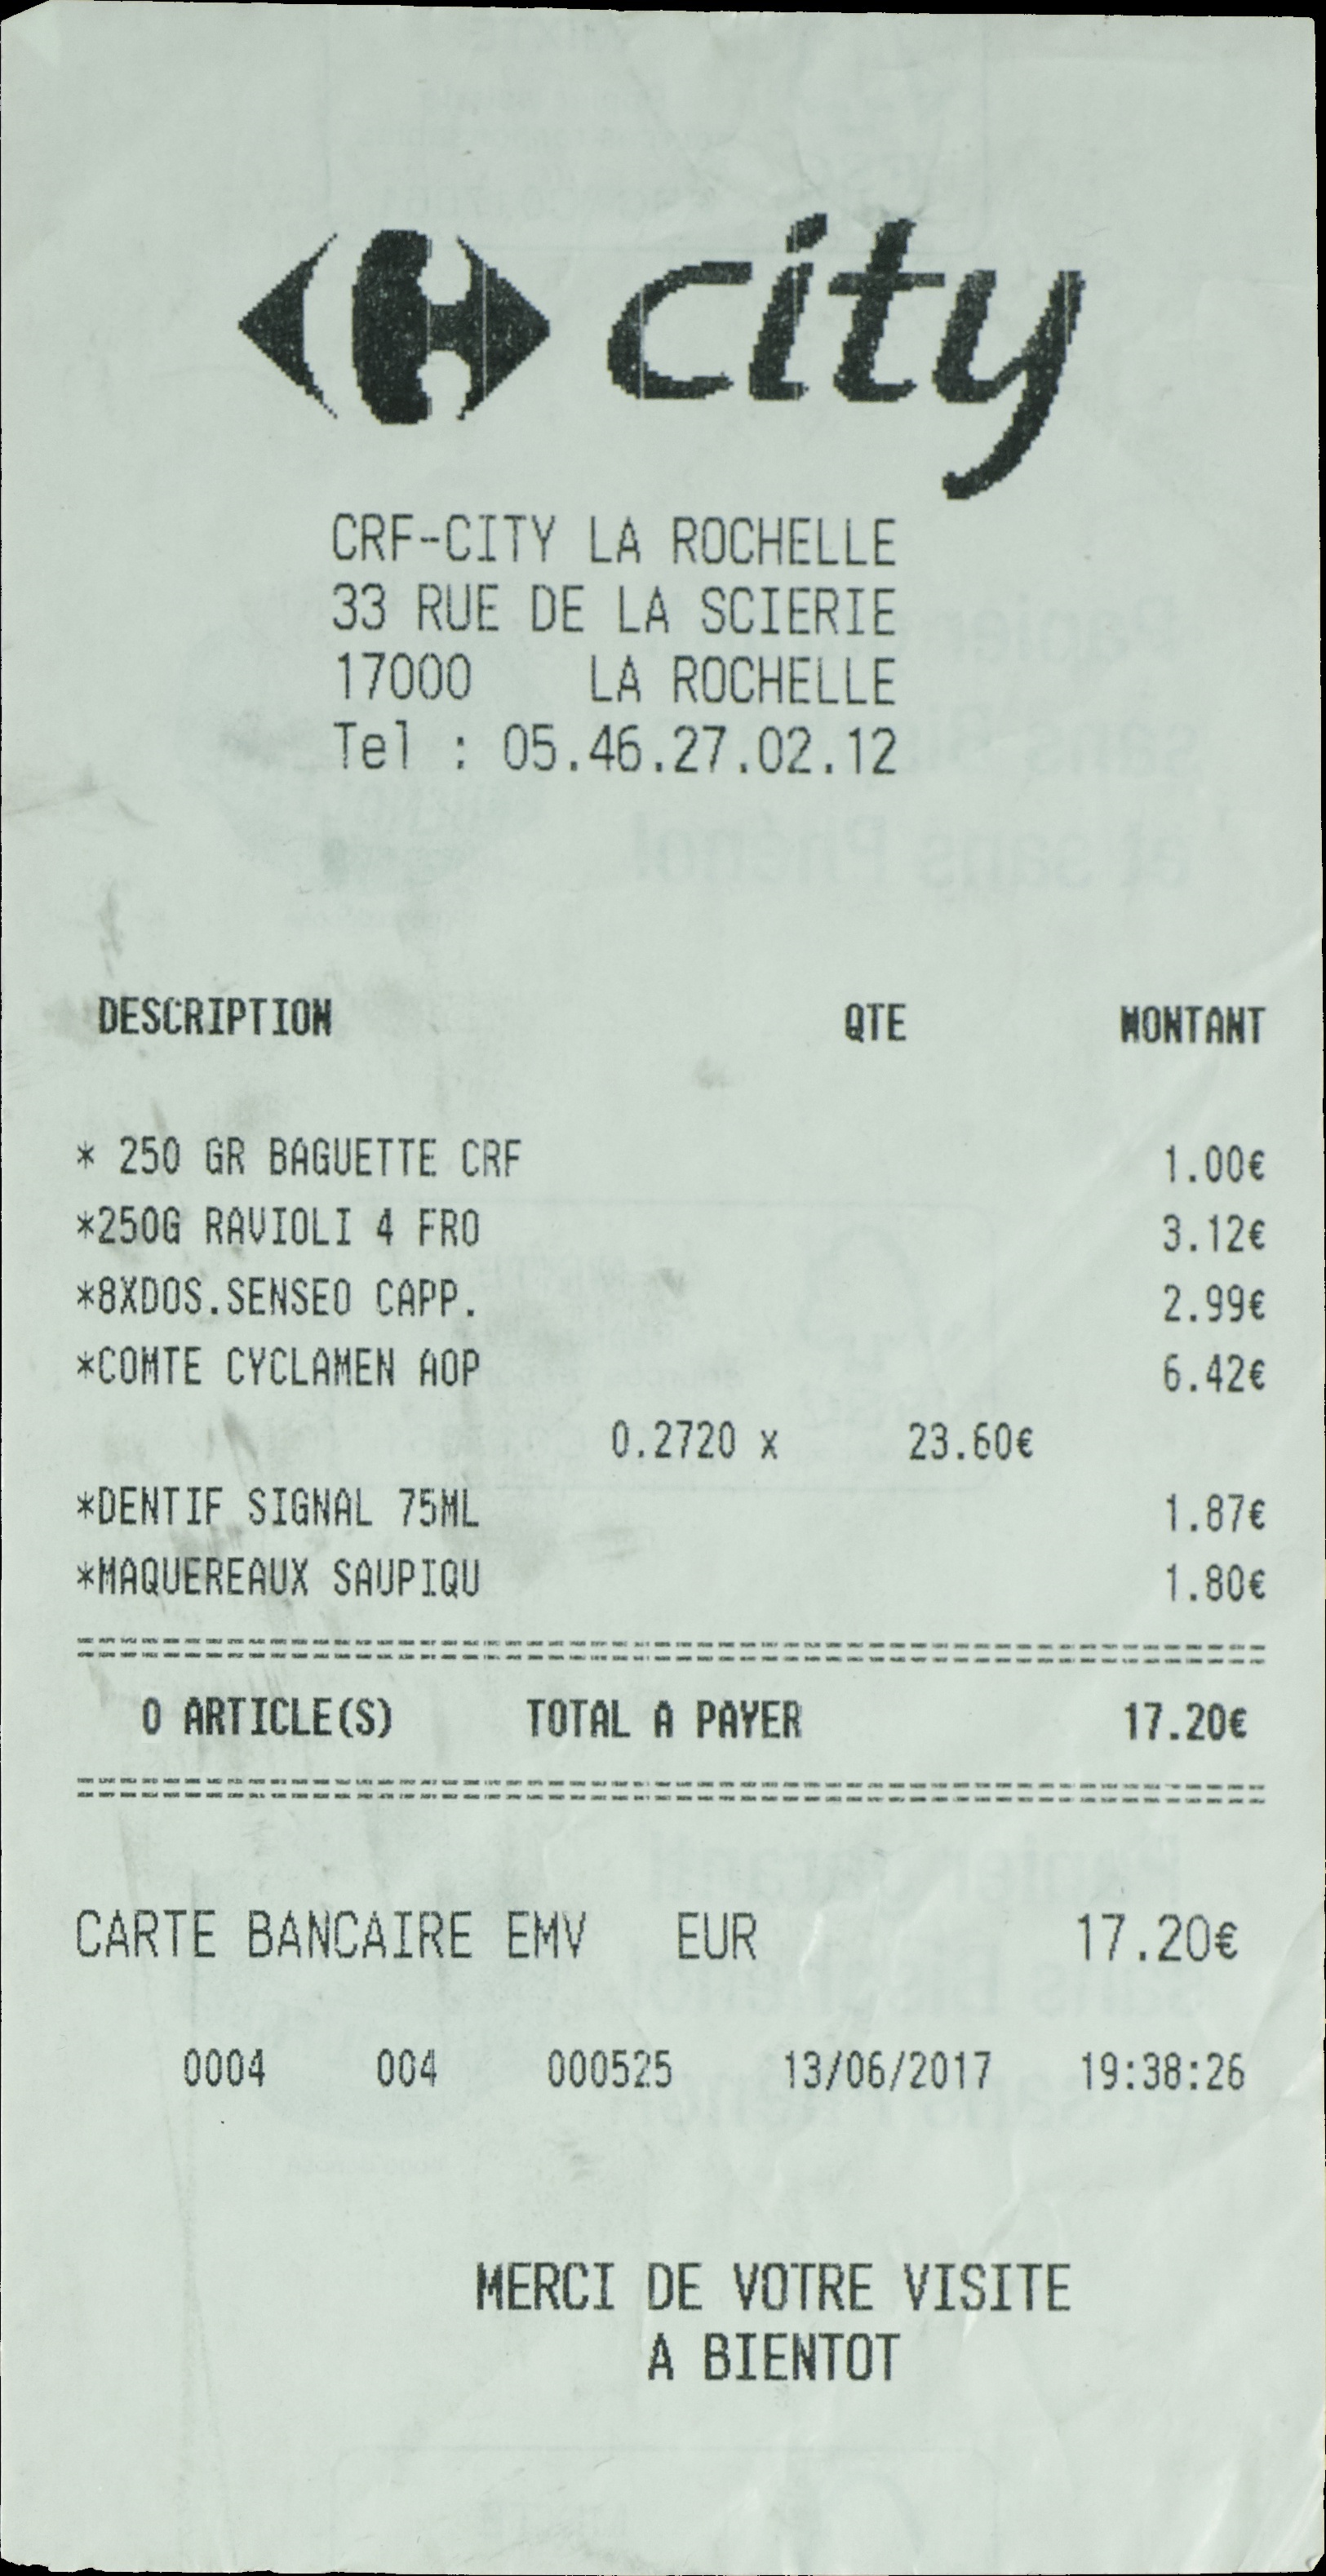 city
CRF-CITY LA ROCHELLE
33 RUE DE LA SCIERIE
17000 LA ROCHELLE
Tel : 05.46.27.02.12
DESCRIPTION QTE MONTANT
* 250 GR BAGUETTE CRF 1.00€
*250G RAVIOLI 4 FRO 3.12€
*8XDOS.SENSEO CAPP. 2.99€
*COMTE CYCLAMEN AOP 6.42€
0.2720 x 23.60€
*DENTIF SIGNAL 75ML 1.87€
*MAQUEREAUX SAUPIQU 1.80€
0 ARTICLE(S) TOTAL A PAYER 17.20€
CARTE BANCAIRE EMV EUR 17.20€
0004 004 000525 13/06/2017 19:38:26
MERCI DE VOTRE VISITE
A BIENTOT